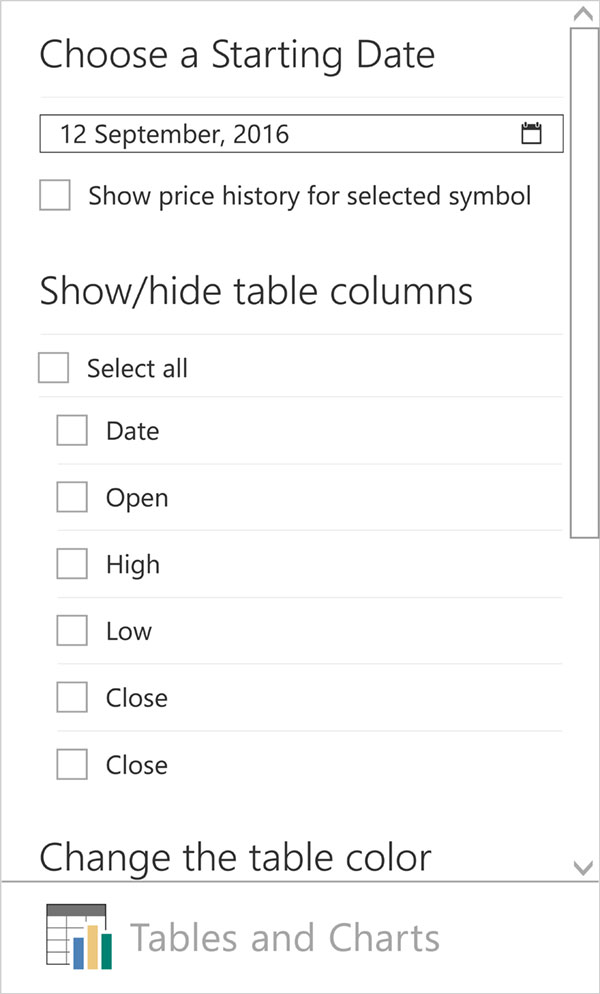 Choose a Starting Date
12 September, 2016
Show price history for selected symbol
Show/hide table columns
Select all
Date
Open
High
Low
Close
Close
Change the table color
Tables and Charts